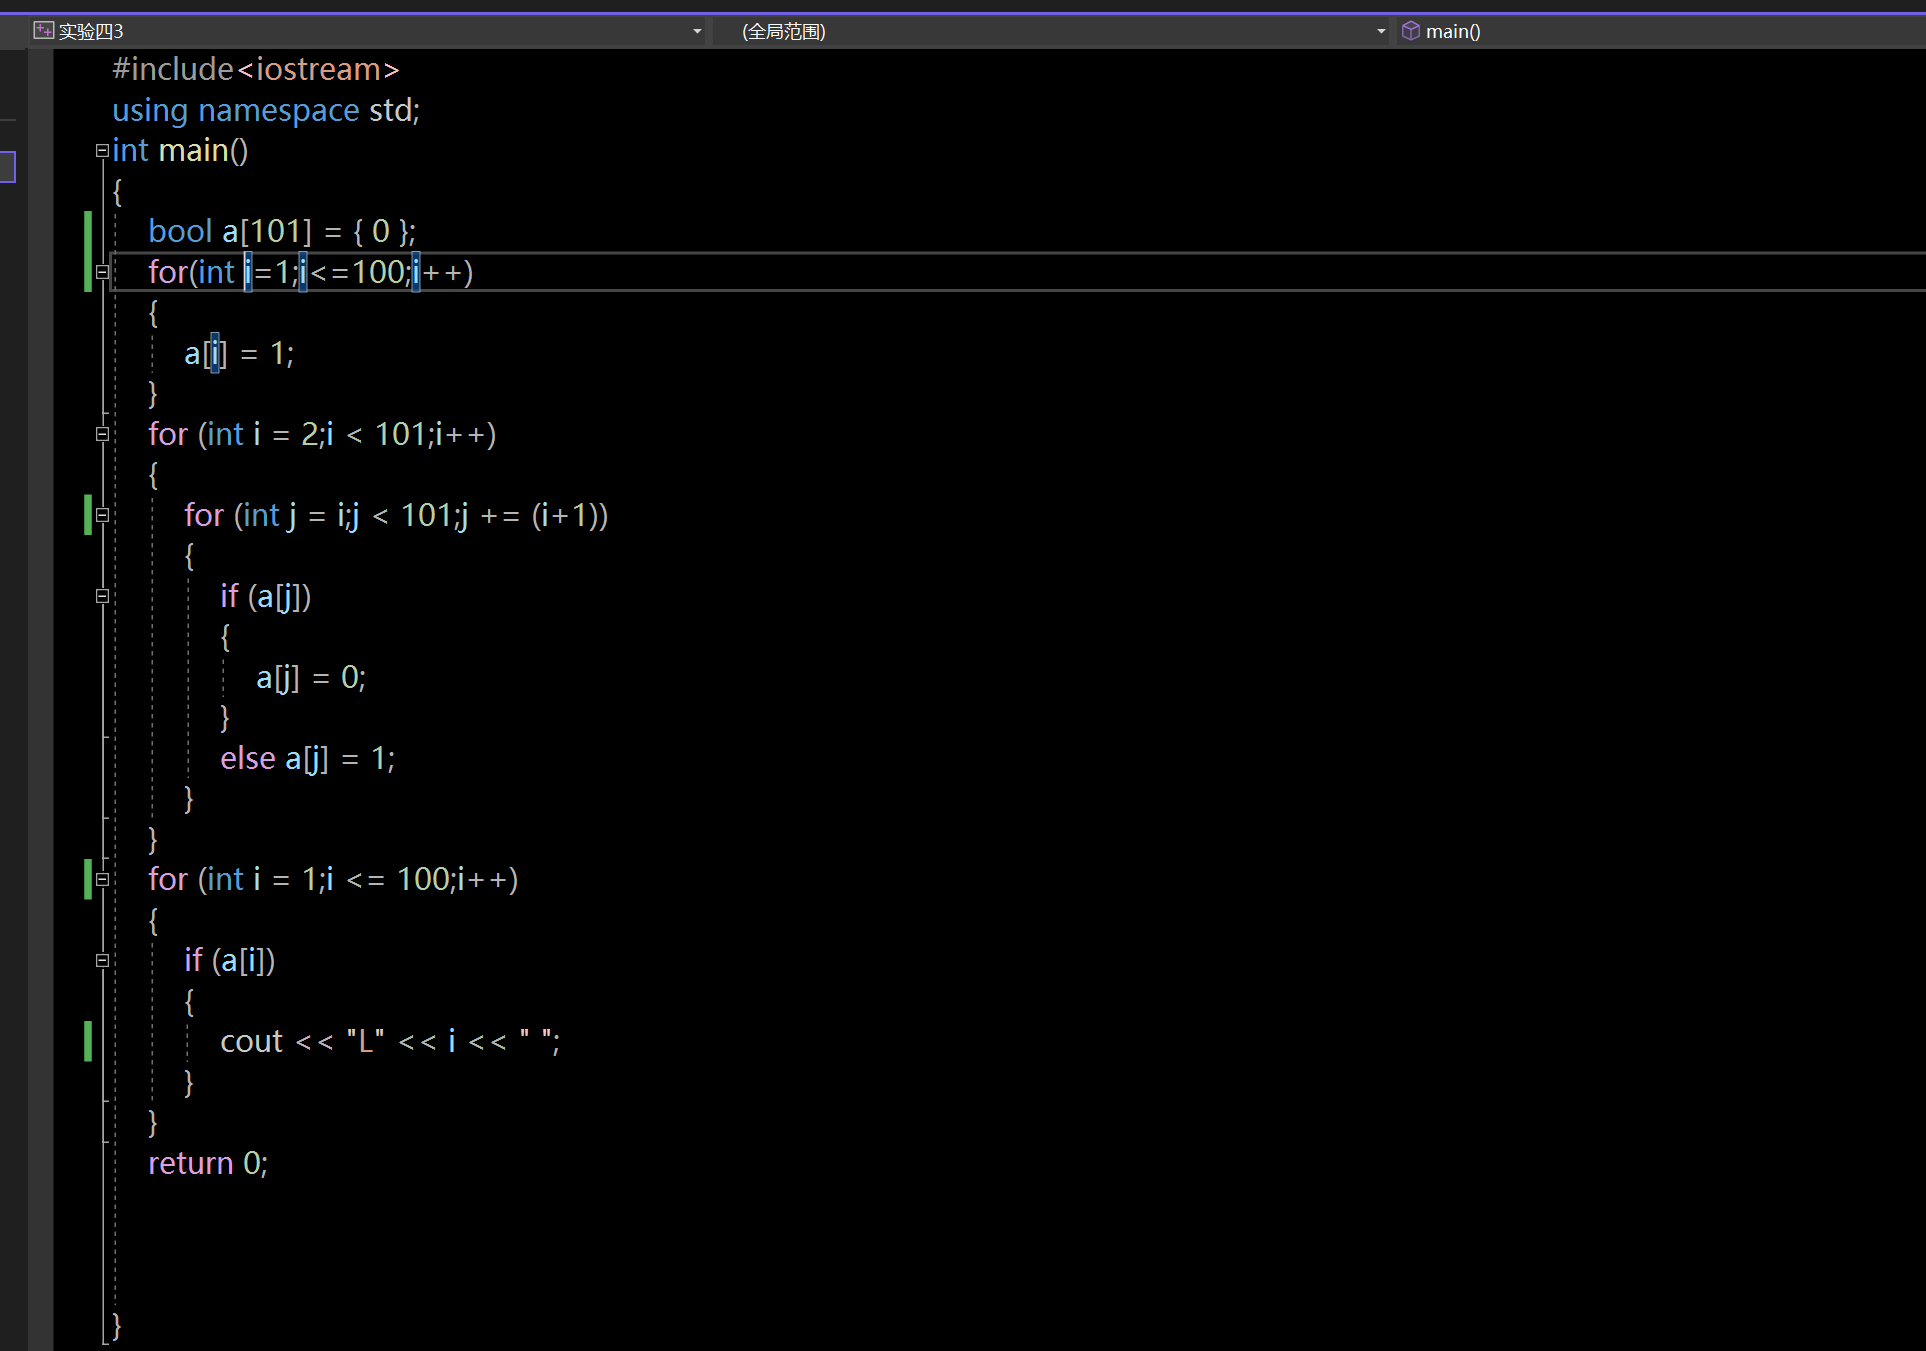 实验四3 (全局范围) main()
#include<iostream>
using namespace std;
int main()
{
bool a[101] = { 0 };
for(int i=1;i<=100;i++)
{
a[i] = 1;
}
for (int i = 2;i < 101;i++)
{
for (int j = i;j < 101;j += (i+1))
{
if (a[j])
{
a[j] = 0;
}
else a[j] = 1;
}
}
for (int i = 1;i <= 100;i++)
{
if (a[i])
{
cout << "L" << i << " ";
}
}
return 0;
}